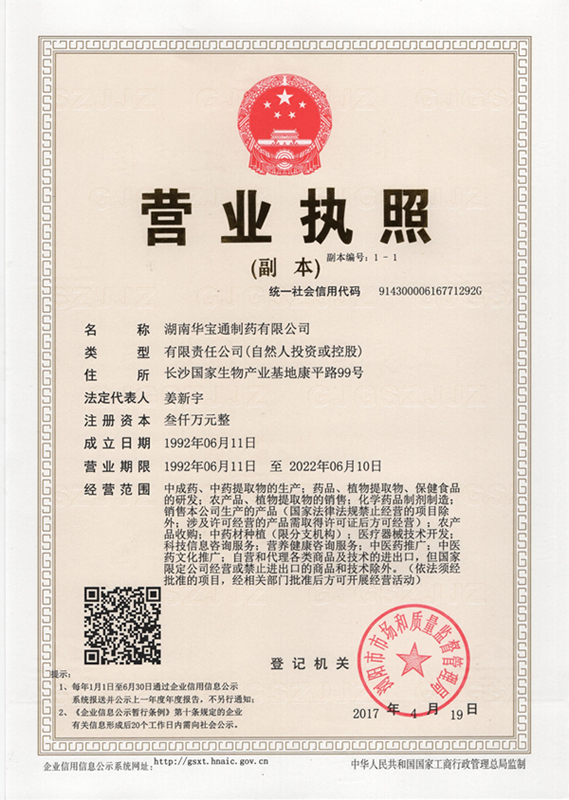 营业执照
(副 本)
副本编号：1-1
统一社会信用代码 91430000616771292G
名 称 湖南华宝通制药有限公司
类 型 有限责任公司(自然人投资或控股)
住 所 长沙国家生物产业基地康平路99号
法定代表人 姜新宇
注册资本 叁仟万元整
成立日期 1992年06月11日
营业期限 1992年06月11日 至 2022年06月10日
经营范围 中成药、中药提取物的生产；药品、植物提取物、保健食品
的研发；农产品、植物提取物的销售；化学药品制剂制造；
销售本公司生产的产品（国家法律法规禁止经营的项目除
外；涉及许可经营的产品需取得许可证后方可经营）；农产
品收购；中药材种植（限分支机构）；医疗器械技术开发；
科技信息咨询服务；营养健康咨询服务；中医药推广；中医
药文化推广；自营和代理各类商品及技术的进出口，但国家
限定公司经营或禁止进出口的商品和技术除外。（依法须经
批准的项目，经相关部门批准后方可开展经营活动）
登记机关
浏阳市市场和质量监督管理局
2017 年 4 月 19 日
提示：
1、每年1月1日至6月30日通过企业信用信息公示
系统报送并公示上一年度年度报告，不另行通知；
2、《企业信息公示暂行条例》第十条规定的企业
有关信息形成后20个工作日内需向社会公示。
企业信用信息公示系统网址：http://gsxt.hnaic.gov.cn
中华人民共和国国家工商行政管理总局监制